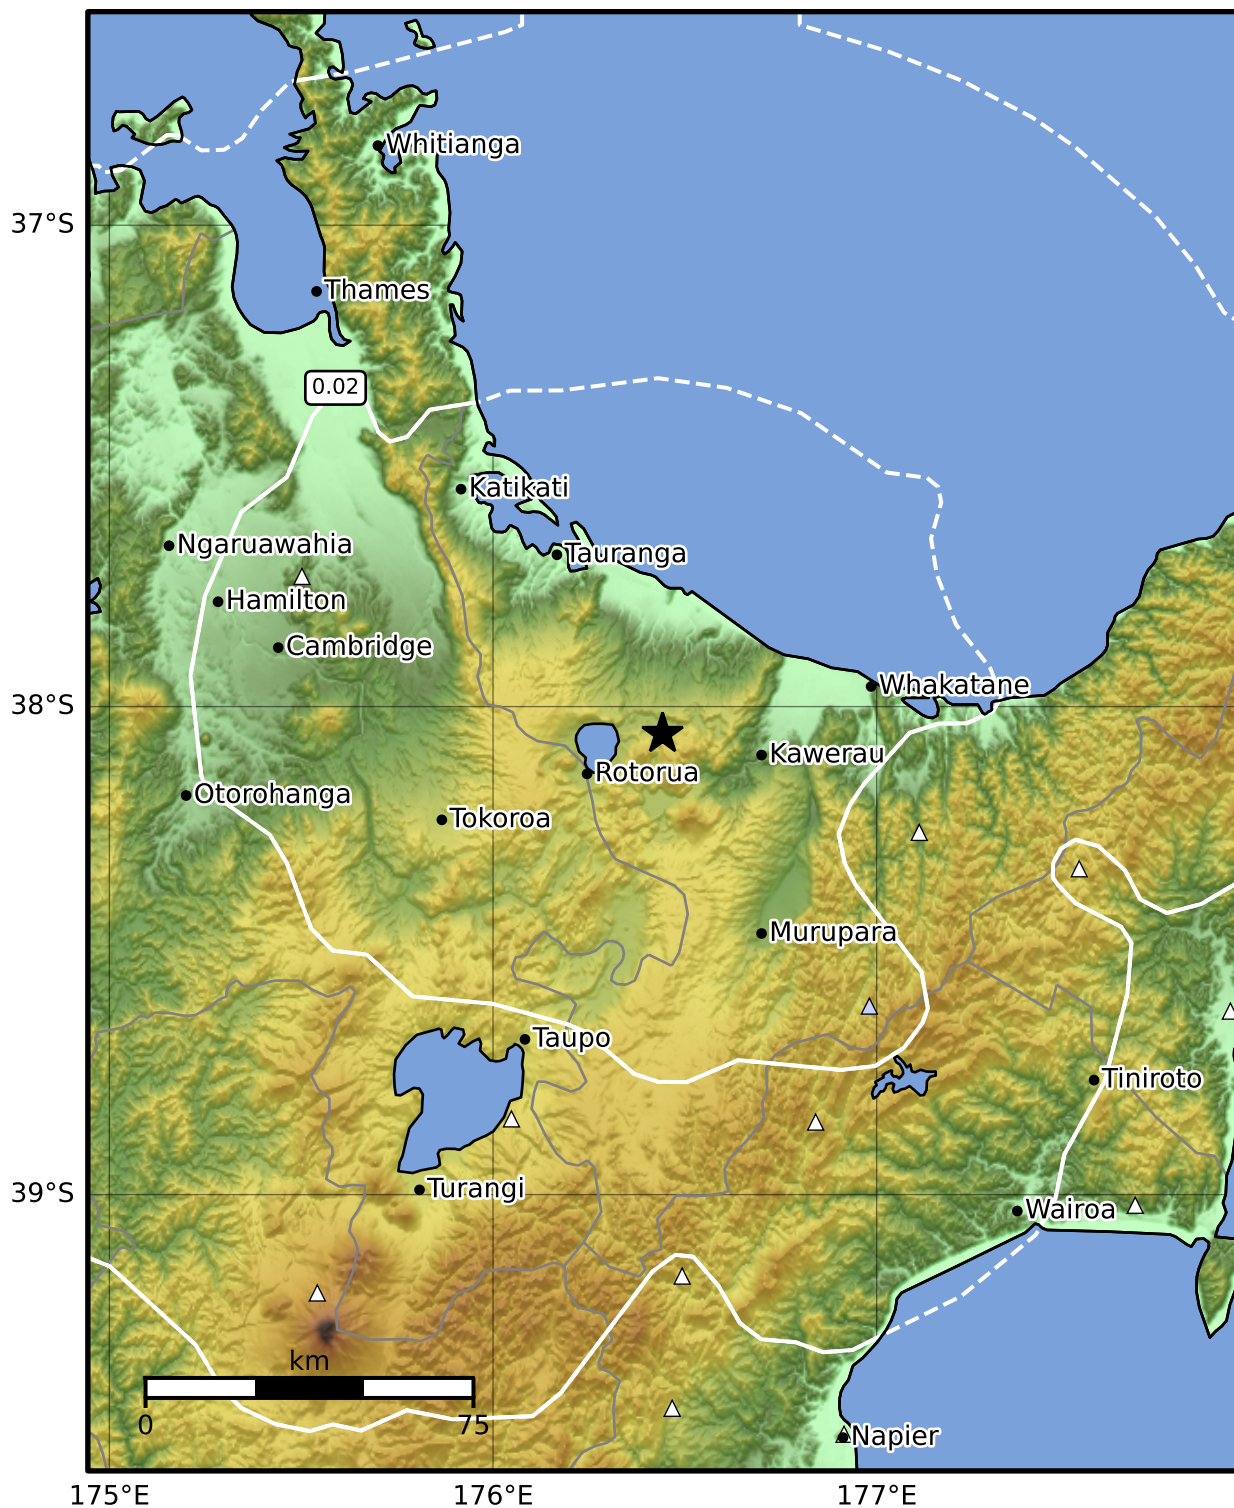 Whitianga
37°S
Thames
0.02
Katikati
Ngaruawahia
Tauranga
Hamilton
Cambridge
Whakatane
38°S
Kawerau
Rotorua
Otorohanga
Tokoroa
Murupara
Taupo
Tiniroto
Turangi
39°S
Wairoa
km
0
75
Napier
175°E
176°E
177°E